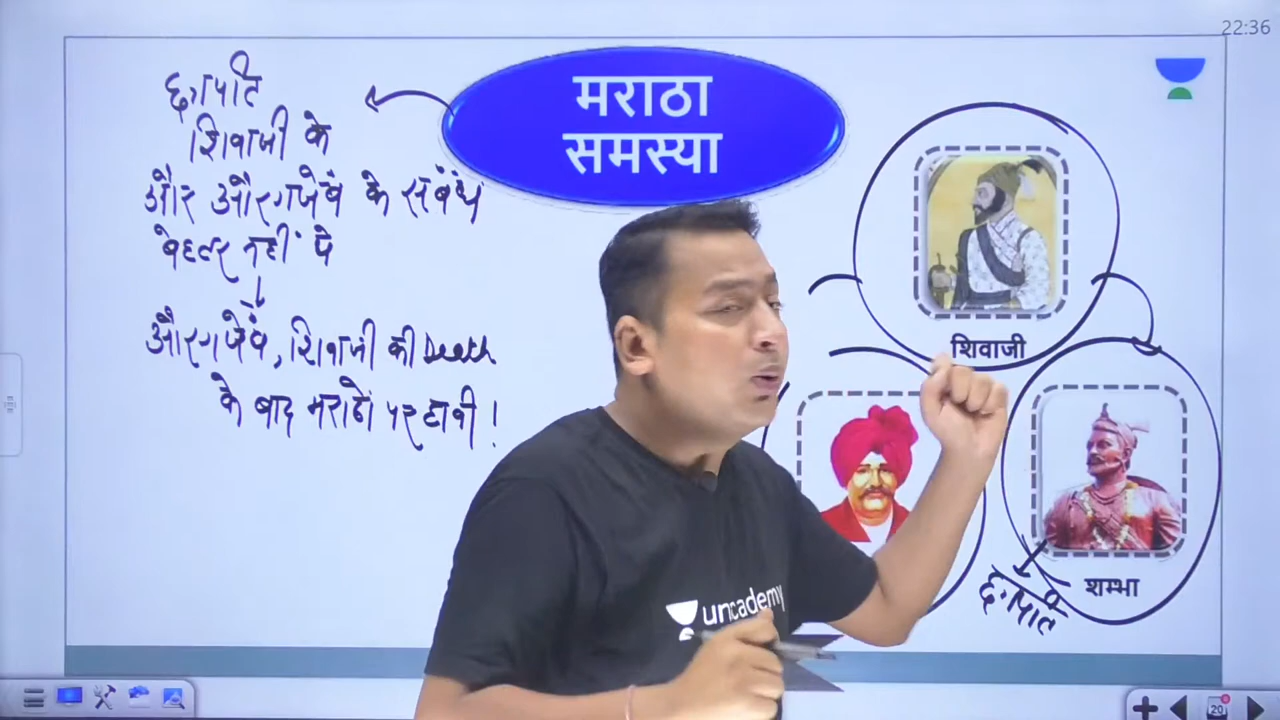 22:36
मराठा
समस्या
छत्रपति
शिवाजी के
और औरंगजेब के संबंध
बेहतर नहीं थे
औरंगजेब, शिवाजी की Death
के बाद मराठों पर हावी !
शिवाजी
शम्भा
छत्रपति
unacademy
20